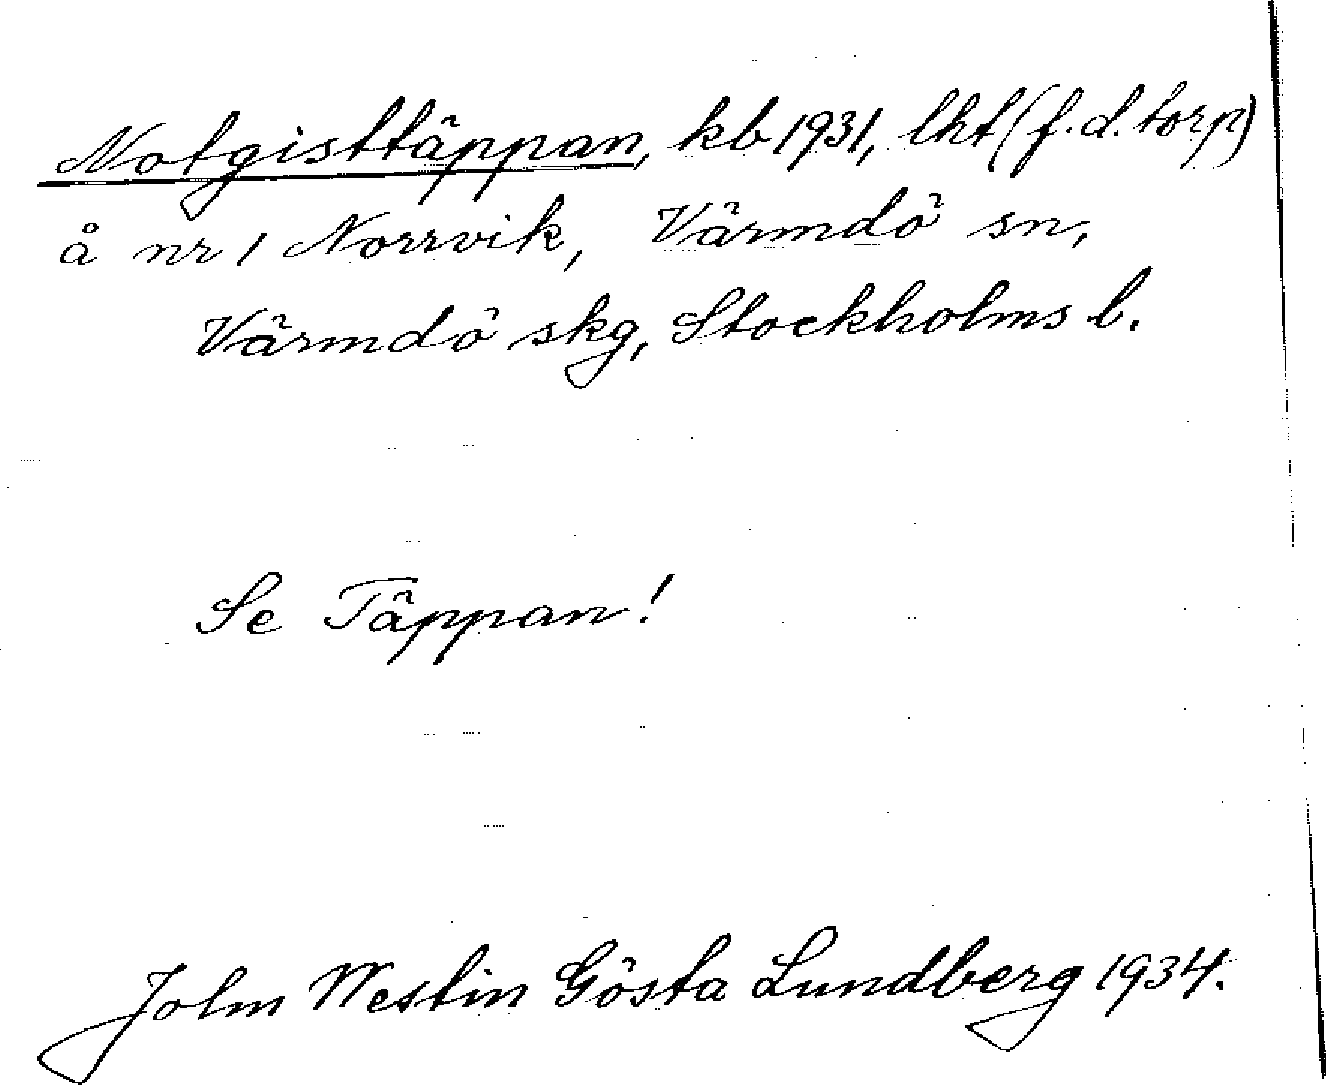 Notgisttäppan, kb 1931, lht (f.d. torp)
å nr 1 Norrvik, Värmdö sn,
Värmdö skg, Stockholms l.
Se Täppan!
John Westin Gösta Lundberg 1934.